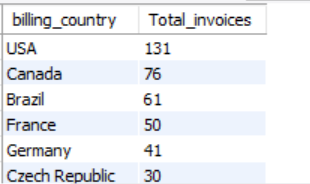 billing_country Total_invoices
USA 131
Canada 76
Brazil 61
France 50
Germany 41
Czech Republic 30